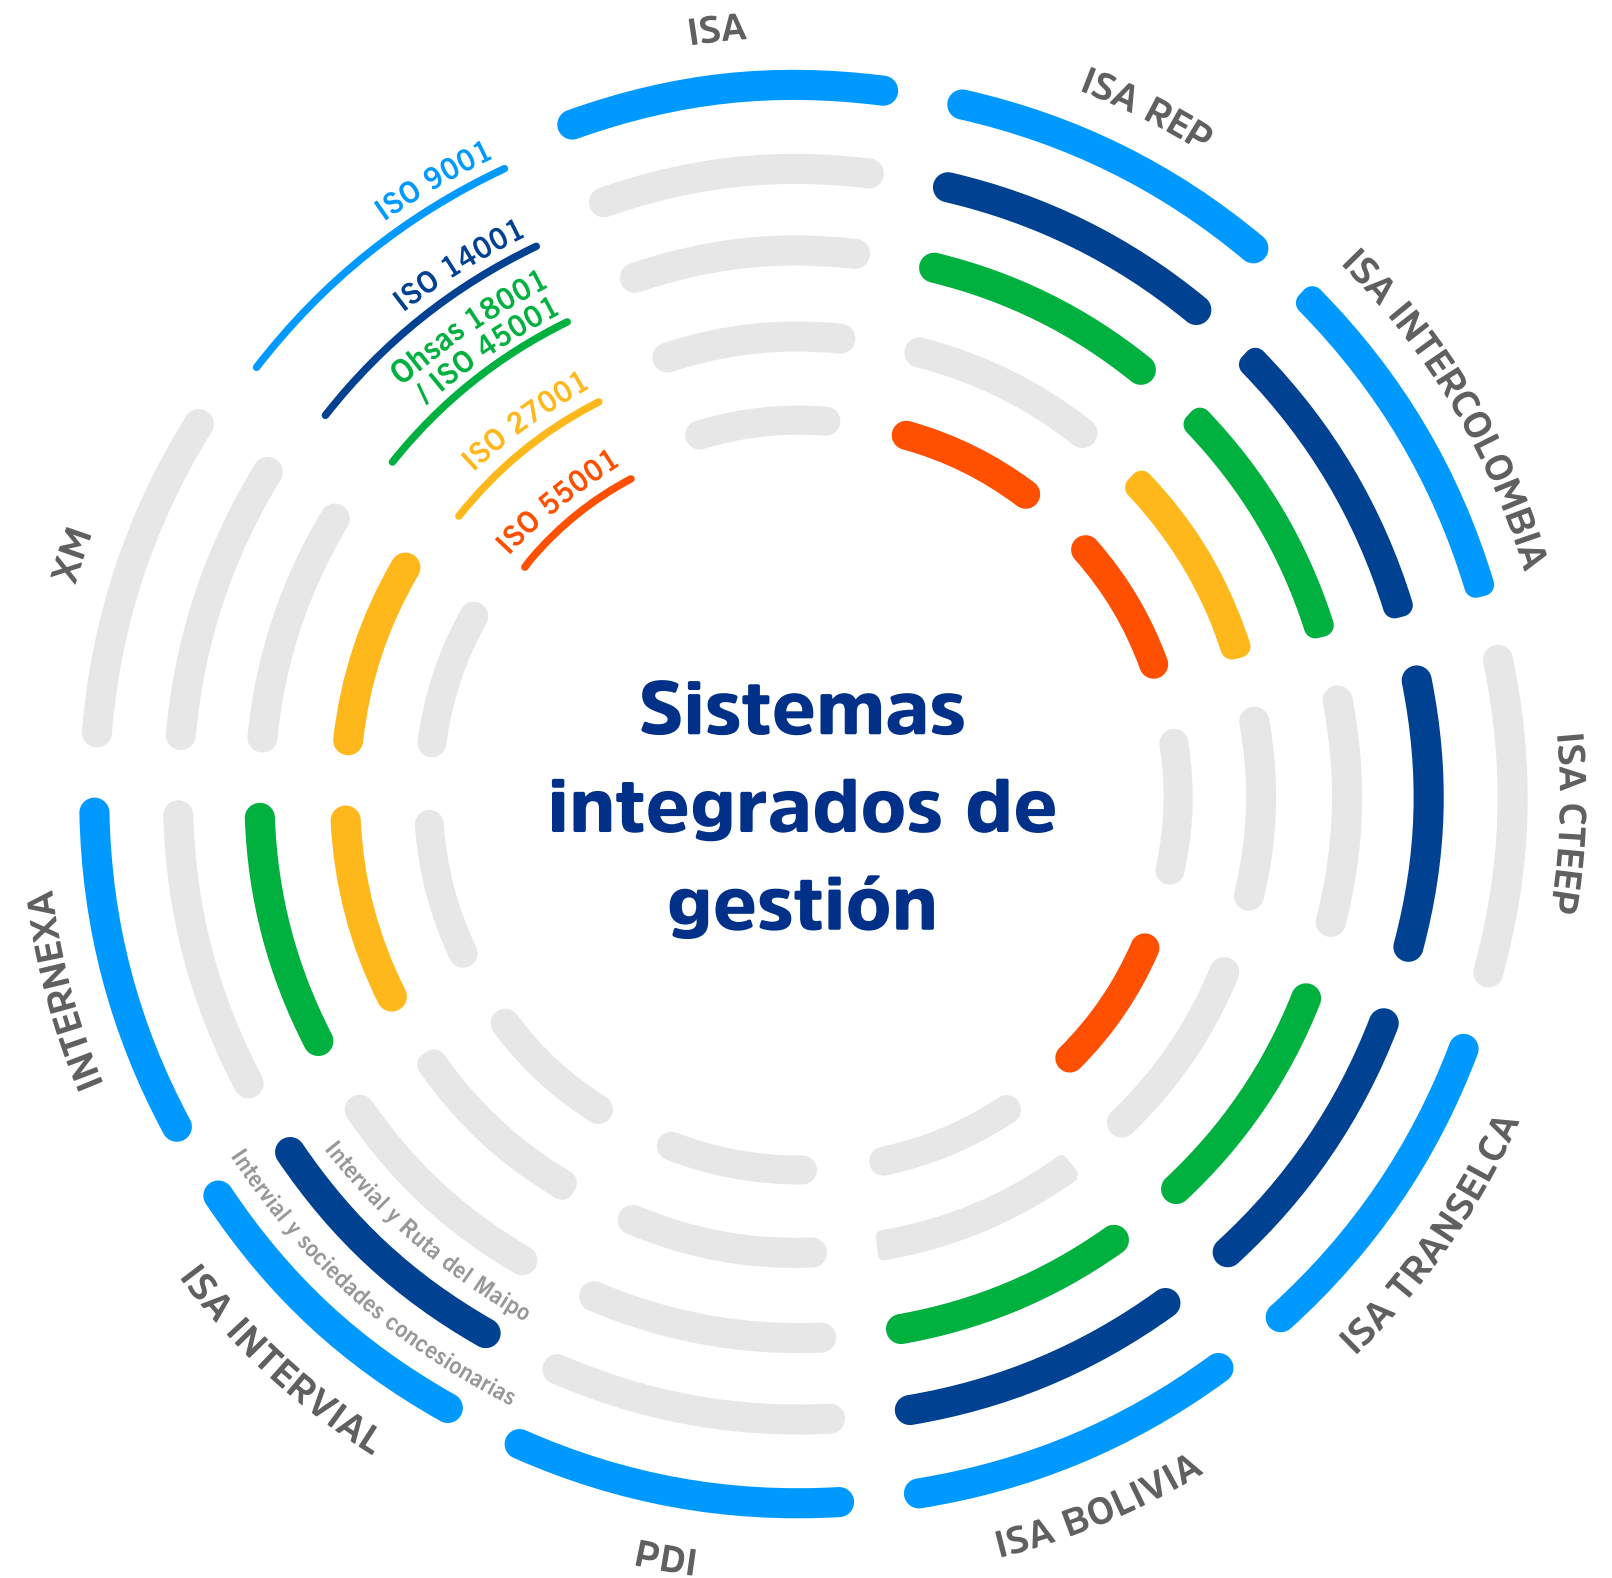 ISA
ISA REP
ISA INTERCOLOMBIA
ISA CTEEP
ISA TRANSELCA
ISA BOLIVIA
PDI
ISA INTERVIAL
INTERNEXA
XM
ISO 9001
ISO 14001
Ohsas 18001
/ ISO 45001
ISO 27001
ISO 55001
Sistemas
integrados de
gestión
Intervial y Ruta del Maipo
Intervial y sociedades concesionarias